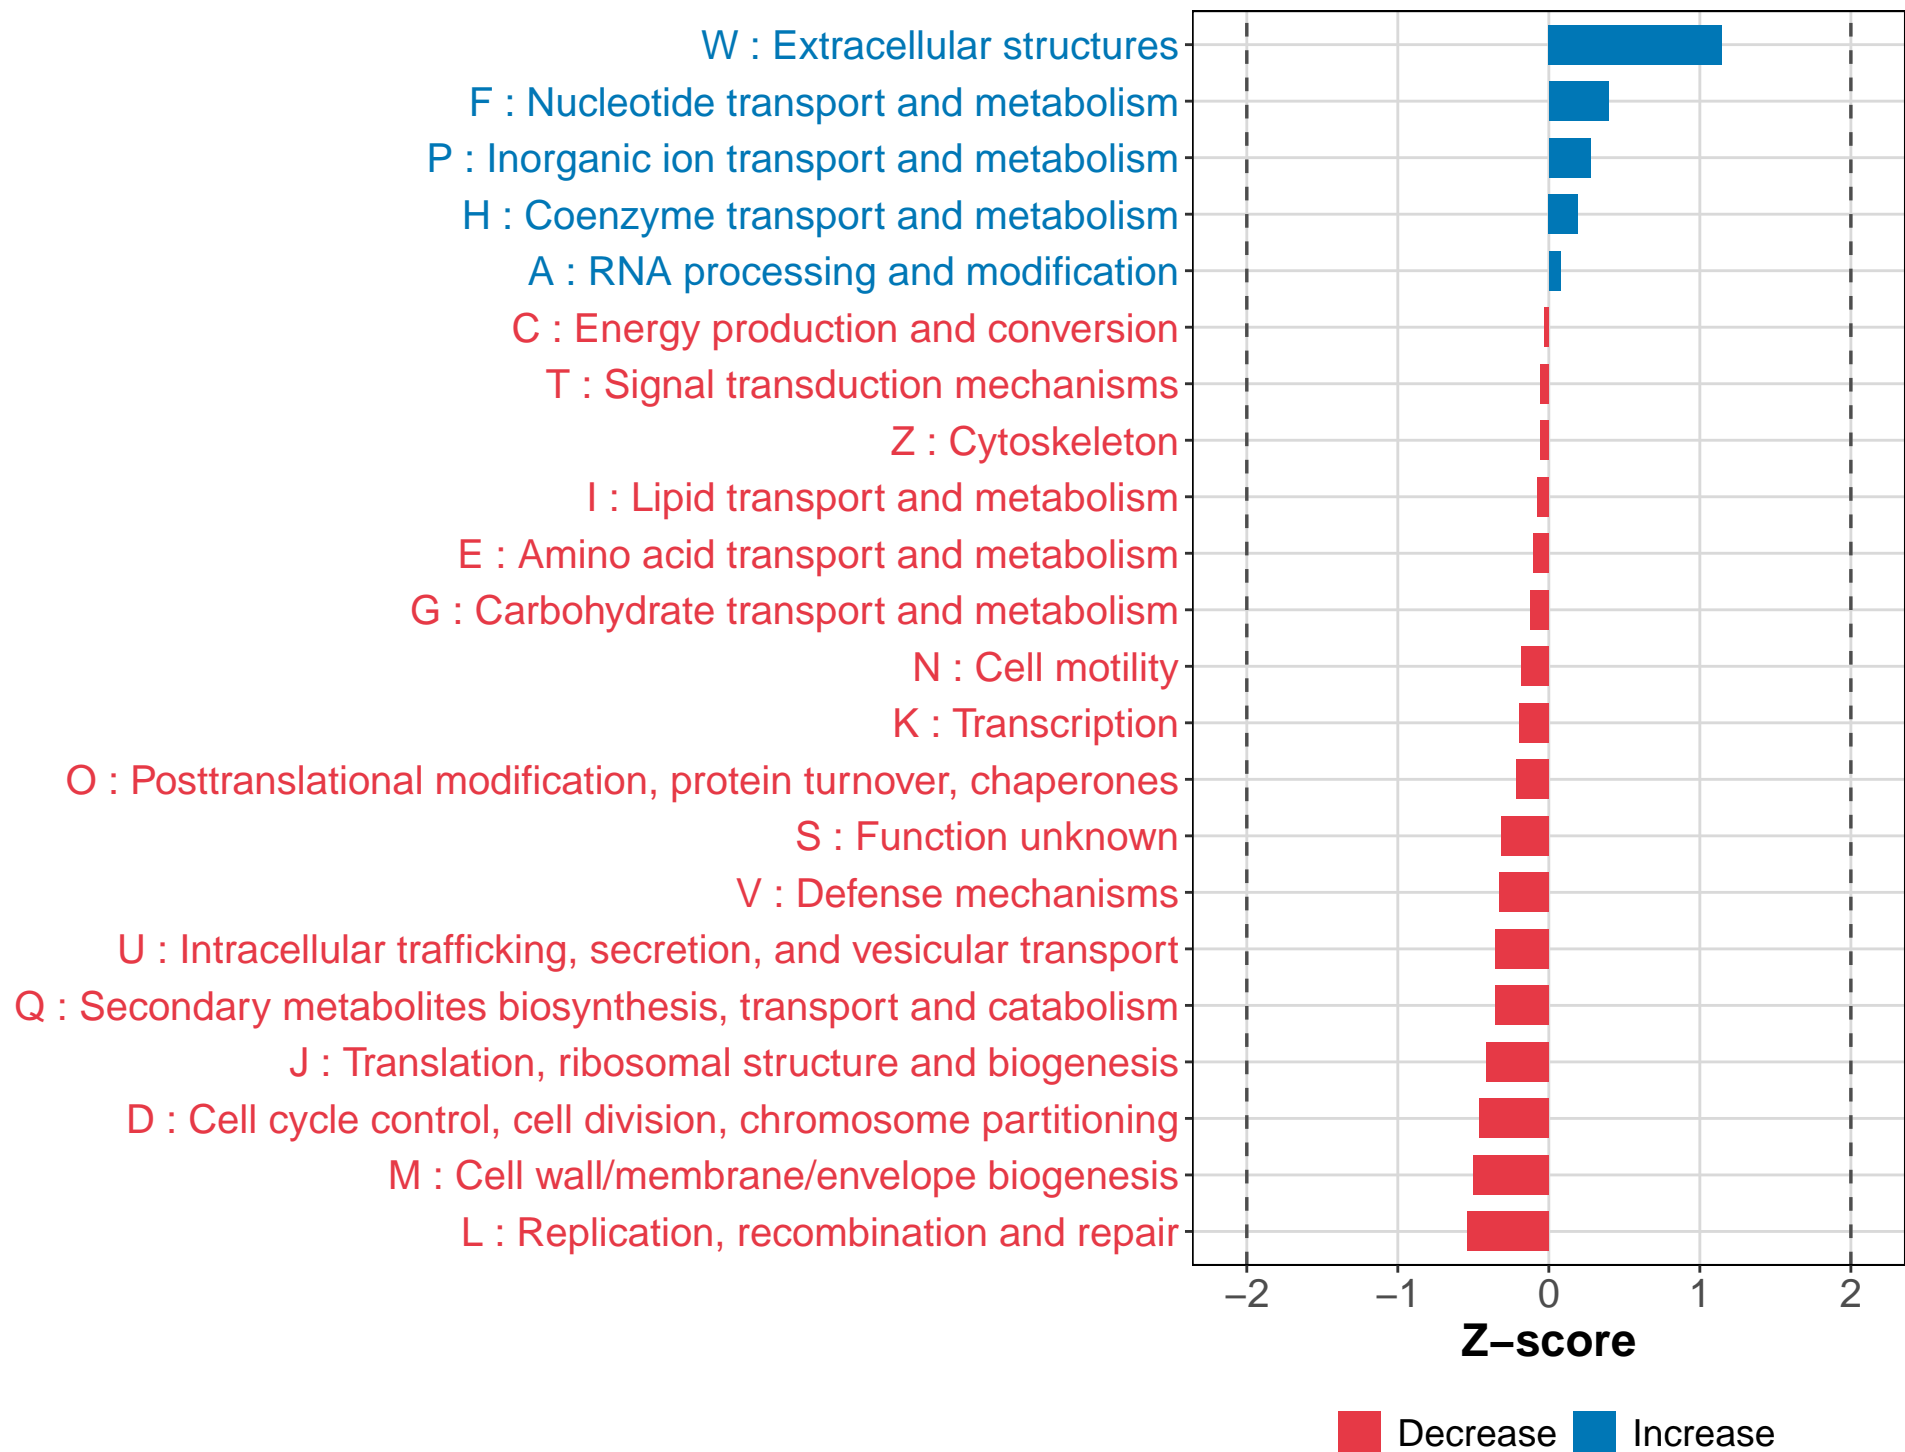 W : Extracellular structures
F : Nucleotide transport and metabolism
P : Inorganic ion transport and metabolism
H : Coenzyme transport and metabolism
A : RNA processing and modification
C : Energy production and conversion
T : Signal transduction mechanisms
Z : Cytoskeleton
I : Lipid transport and metabolism
E : Amino acid transport and metabolism
G : Carbohydrate transport and metabolism
N : Cell motility
K : Transcription
O : Posttranslational modification, protein turnover, chaperones
S : Function unknown
V : Defense mechanisms
U : Intracellular trafficking, secretion, and vesicular transport
Q : Secondary metabolites biosynthesis, transport and catabolism
J : Translation, ribosomal structure and biogenesis
D : Cell cycle control, cell division, chromosome partitioning
M : Cell wall/membrane/envelope biogenesis
L : Replication, recombination and repair
−2 −1 0 1 2
Z−score
Decrease Increase